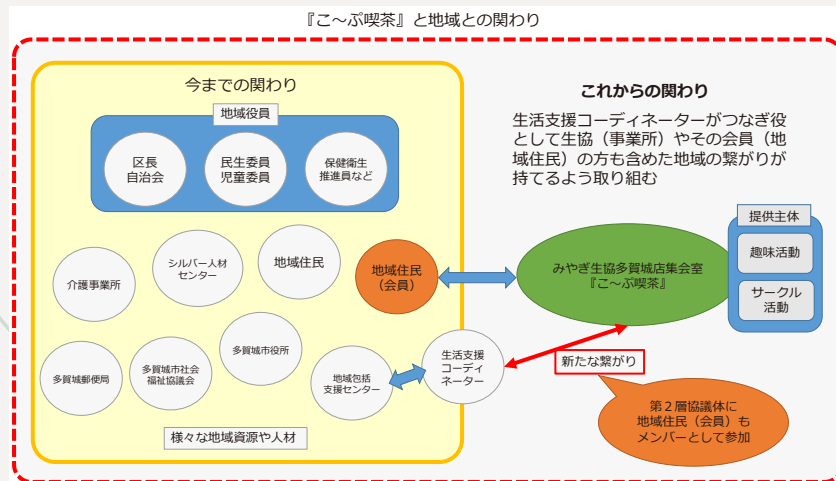 『こ～ぷ喫茶』と地域との関わり
今までの関わり
地域役員
区長
自治会
民生委員
児童委員
保健衛生
推進員など
介護事業所
シルバー人材
センター
地域住民
地域住民
(会員)
多賀城郵便局
多賀城市社会
福祉協議会
多賀城市役所
地域包括
支援センター
生活支援
コーディ
ネーター
様々な地域資源や人材
これからの関わり
生活支援コーディネーターがつなぎ役
として生協（事業所）やその会員（地
域住民）の方も含めた地域の繋がりが
持てるよう取り組む
みやぎ生協多賀城店集会室
『こ～ぷ喫茶』
提供主体
趣味活動
サークル
活動
新たな繋がり
第２層協議体に
地域住民（会員）も
メンバーとして参加